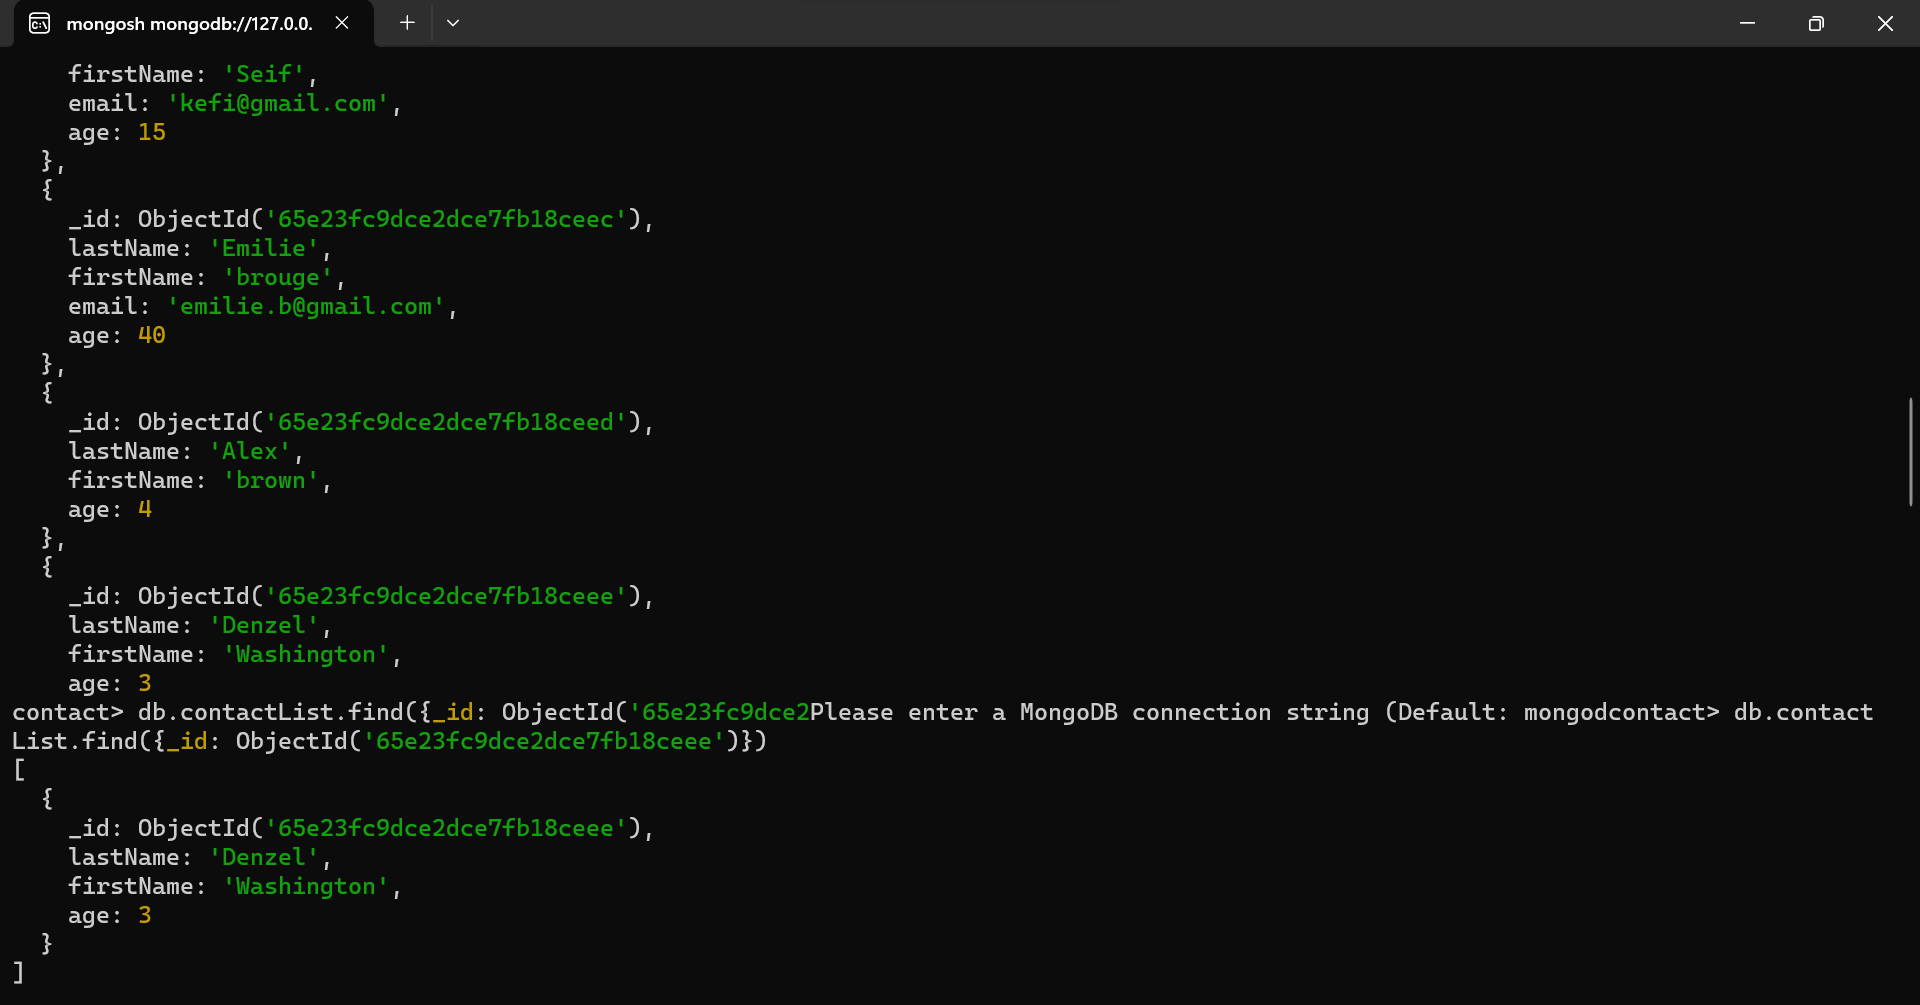 mongosh mongodb://127.0.0.
firstName: 'Seif',
email: 'kefi@gmail.com',
age: 15
},
{
_id: ObjectId('65e23fc9dce2dce7fb18ceec'),
lastName: 'Emilie',
firstName: 'brouge',
email: 'emilie.b@gmail.com',
age: 40
},
{
_id: ObjectId('65e23fc9dce2dce7fb18ceed'),
lastName: 'Alex',
firstName: 'brown',
age: 4
},
{
_id: ObjectId('65e23fc9dce2dce7fb18ceee'),
lastName: 'Denzel',
firstName: 'Washington',
age: 3
contact> db.contactList.find({_id: ObjectId('65e23fc9dce2Please enter a MongoDB connection string (Default: mongodcontact> db.contact
List.find({_id: ObjectId('65e23fc9dce2dce7fb18ceee')})
[
{
_id: ObjectId('65e23fc9dce2dce7fb18ceee'),
lastName: 'Denzel',
firstName: 'Washington',
age: 3
}
]